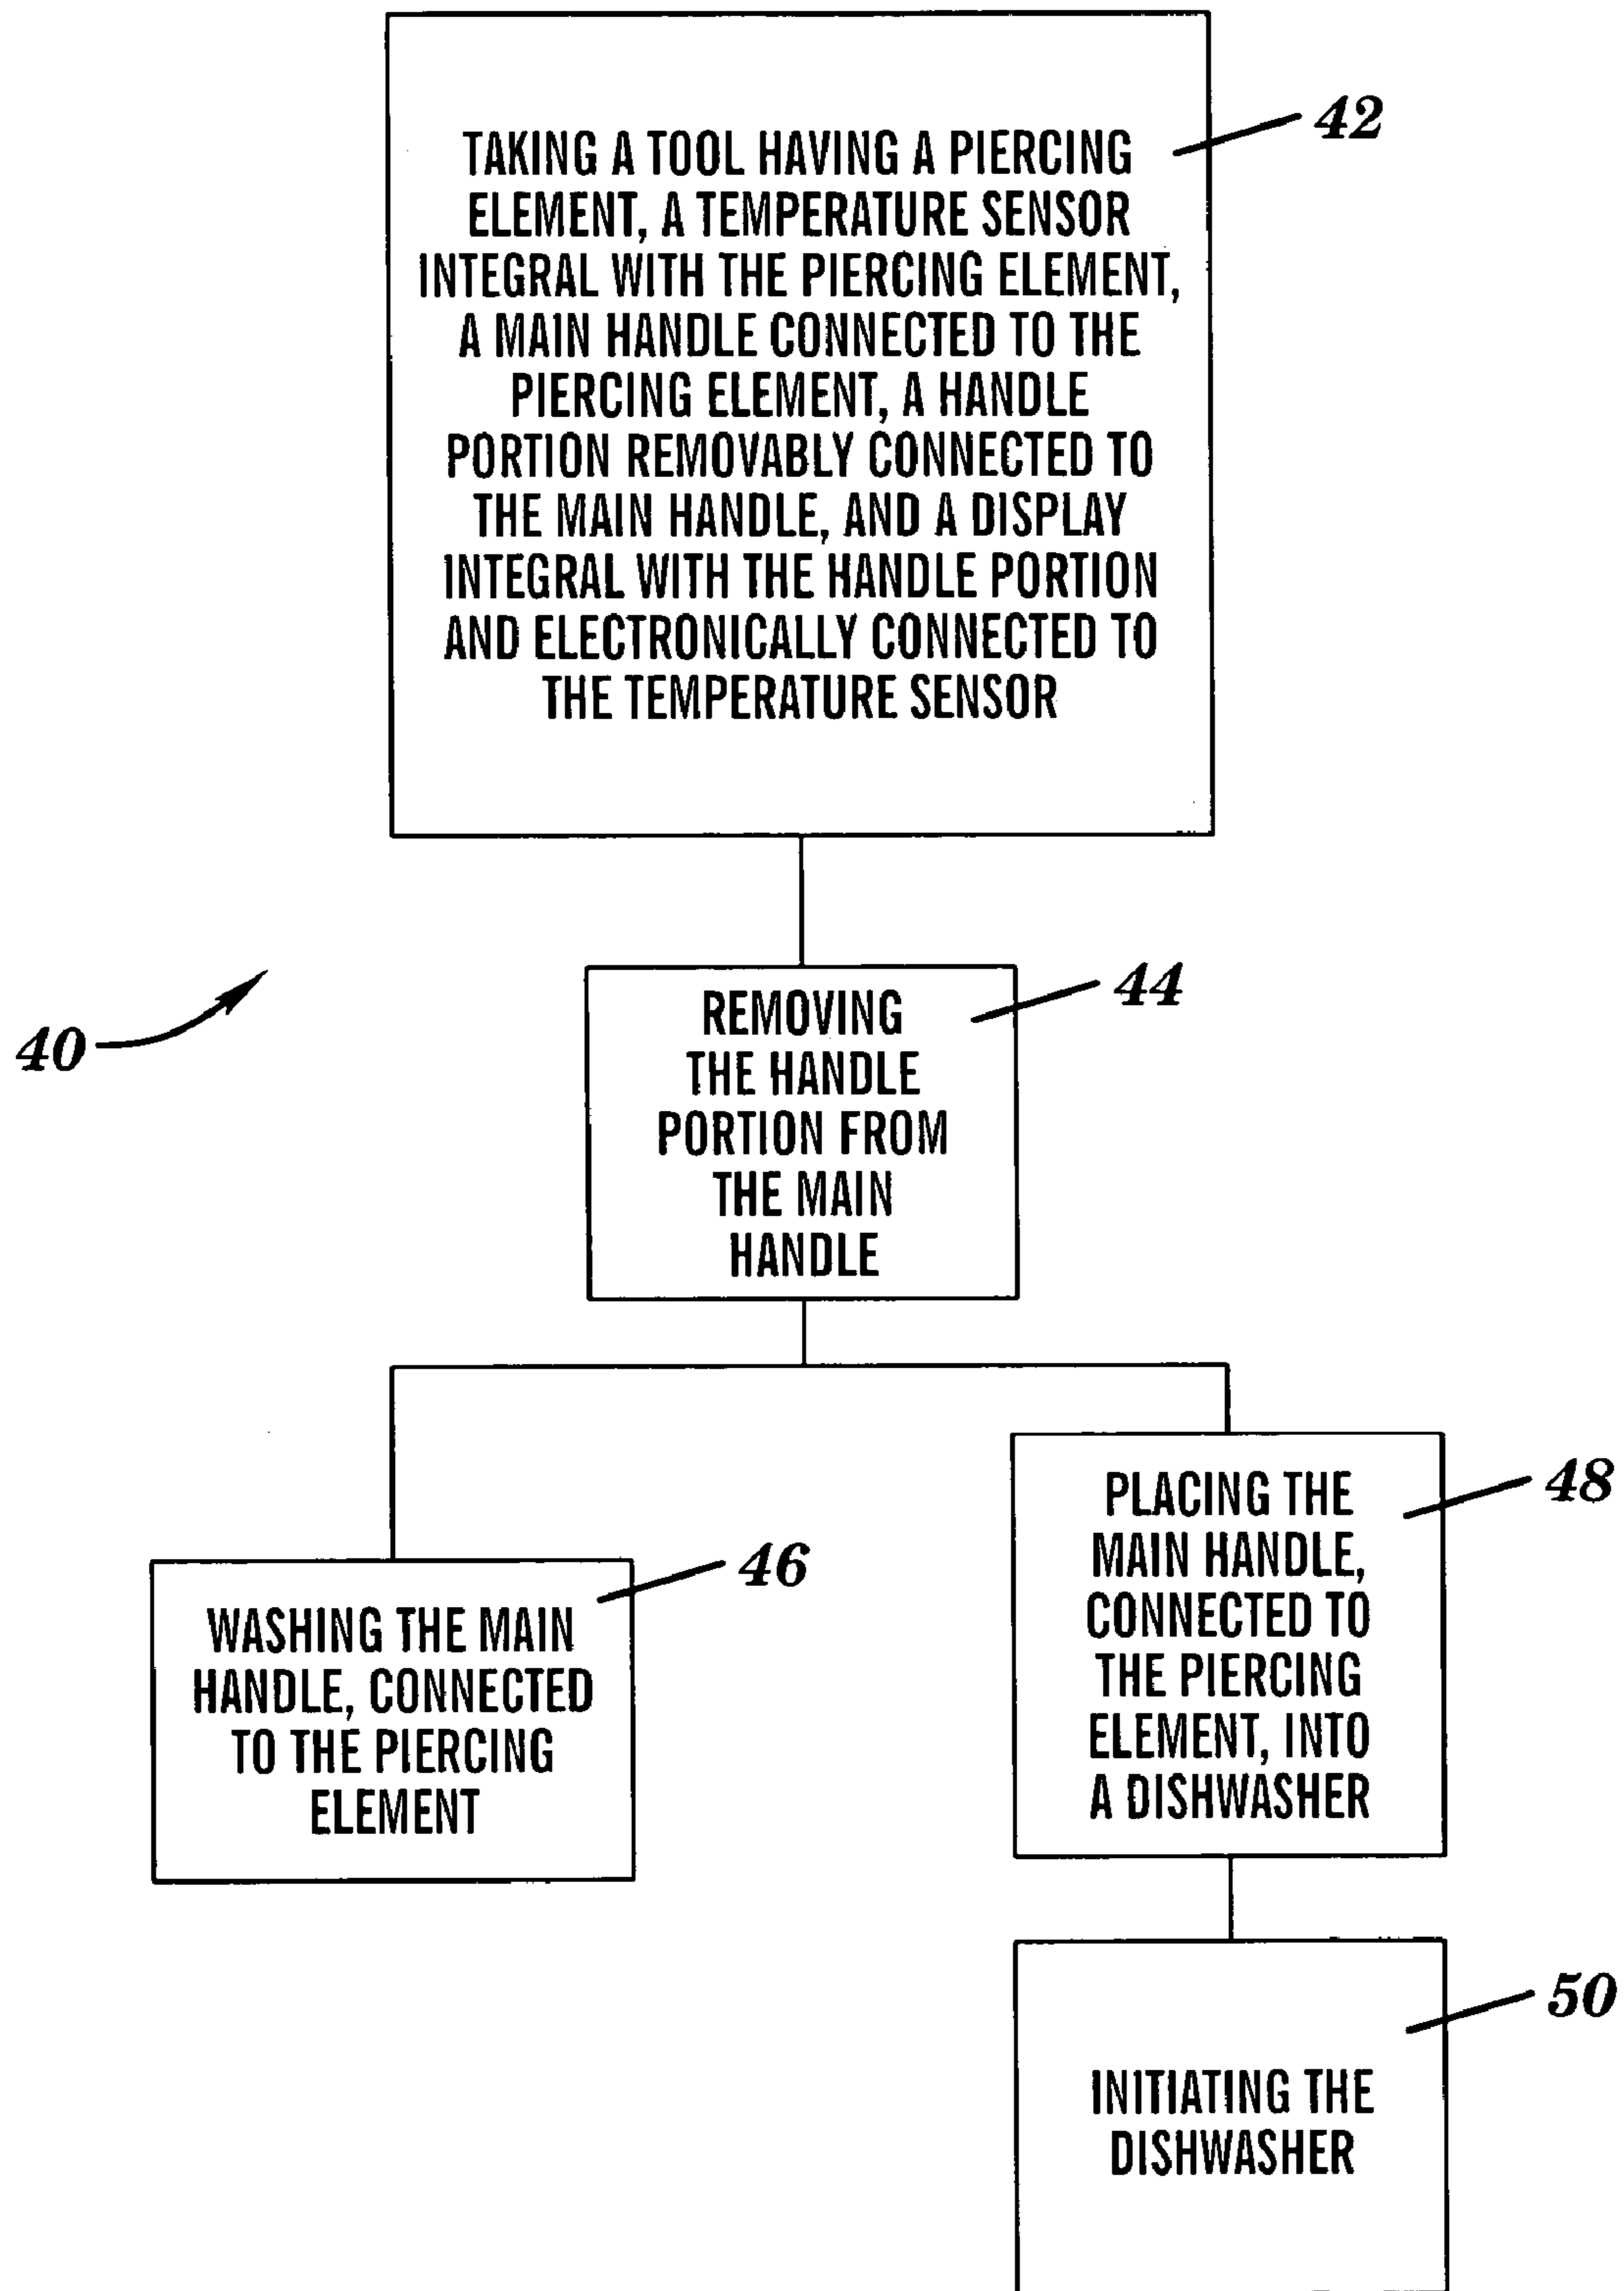 TAKING A TOOL HAVING A PIERCING
ELEMENT, A TEMPERATURE SENSOR
INTEGRAL WITH THE PIERCING ELEMENT,
A MAIN HANDLE CONNECTED TO THE
PIERCING ELEMENT, A HANDLE
PORTION REMOVABLY CONNECTED TO
THE MAIN HANDLE, AND A DISPLAY
INTEGRAL WITH THE HANDLE PORTION
AND ELECTRONICALLY CONNECTED TO
THE TEMPERATURE SENSOR
42
40
REMOVING
THE HANDLE
PORTION FROM
THE MAIN
HANDLE
44
WASHING THE MAIN
HANDLE, CONNECTED
TO THE PIERCING
ELEMENT
46
PLACING THE
MAIN HANDLE,
CONNECTED TO
THE PIERCING
ELEMENT, INTO
A DISHWASHER
48
INITIATING THE
DISHWASHER
50